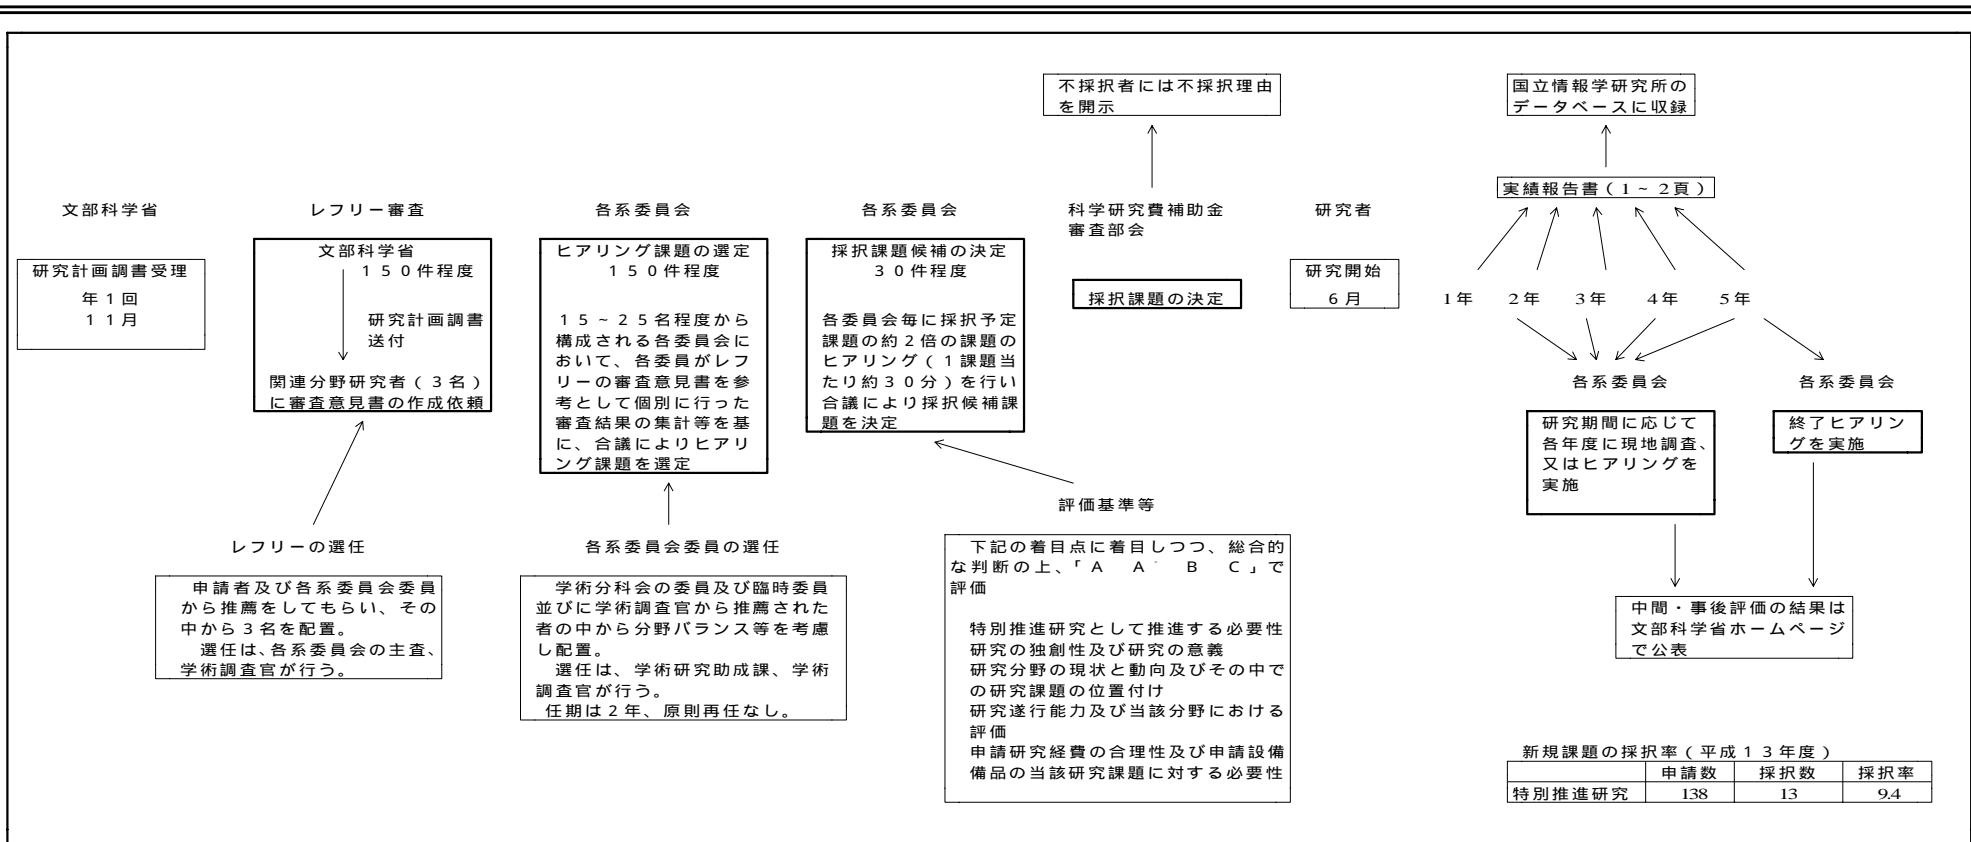 不採択者には不採択理由
を開示
国立情報学研究所の
データベースに収録
実績報告書(1~2頁)
文部科学省
レフリー審査
各系委員会
各系委員会
科学研究費補助金
審査部会
研究者
研究計画調書受理
年1回
11月
文部科学省
150件程度
研究計画調書
送付
関連分野研究者(3名)
に審査意見書の作成依頼
ヒアリング課題の選定
150件程度
15~25名程度から
構成される各委員会に
おいて、各委員がレフ
リーの審査意見書を参
考として個別に行った
審査結果の集計等を基
に、合議によりヒアリ
ング課題を選定
採択課題候補の決定
30件程度
各委員会毎に採択予定
課題の約2倍の課題の
ヒアリング(1課題当
たり約30分)を行い
合議により採択候補課
題を決定
採択課題の決定
研究開始
6月
1年 2年 3年 4年 5年
各系委員会
各系委員会
研究期間に応じて
各年度に現地調査、
又はヒアリングを
実施
終了ヒアリン
グを実施
レフリーの選任
申請者及び各系委員会委員
から推薦をしてもらい、その
中から3名を配置。
選任は、各系委員会の主査、
学術調査官が行う。
各系委員会委員の選任
学術分科会の委員及び臨時委員
並びに学術調査官から推薦された
者の中から分野バランス等を考慮
し配置。
選任は、学術研究助成課、学術
調査官が行う。
任期は2年、原則再任なし。
評価基準等
下記の着目点に着目しつつ、総合的
な判断の上、「A A⁻ B C」で
評価
特別推進研究として推進する必要性
研究の独創性及び研究の意義
研究分野の現状と動向及びその中で
の研究課題の位置付け
研究遂行能力及び当該分野における
評価
申請研究経費の合理性及び申請設備
備品の当該研究課題に対する必要性
中間・事後評価の結果は
文部科学省ホームページ
で公表
新規課題の採択率(平成13年度)
申請数 採択数 採択率
特別推進研究 138 13 9.4